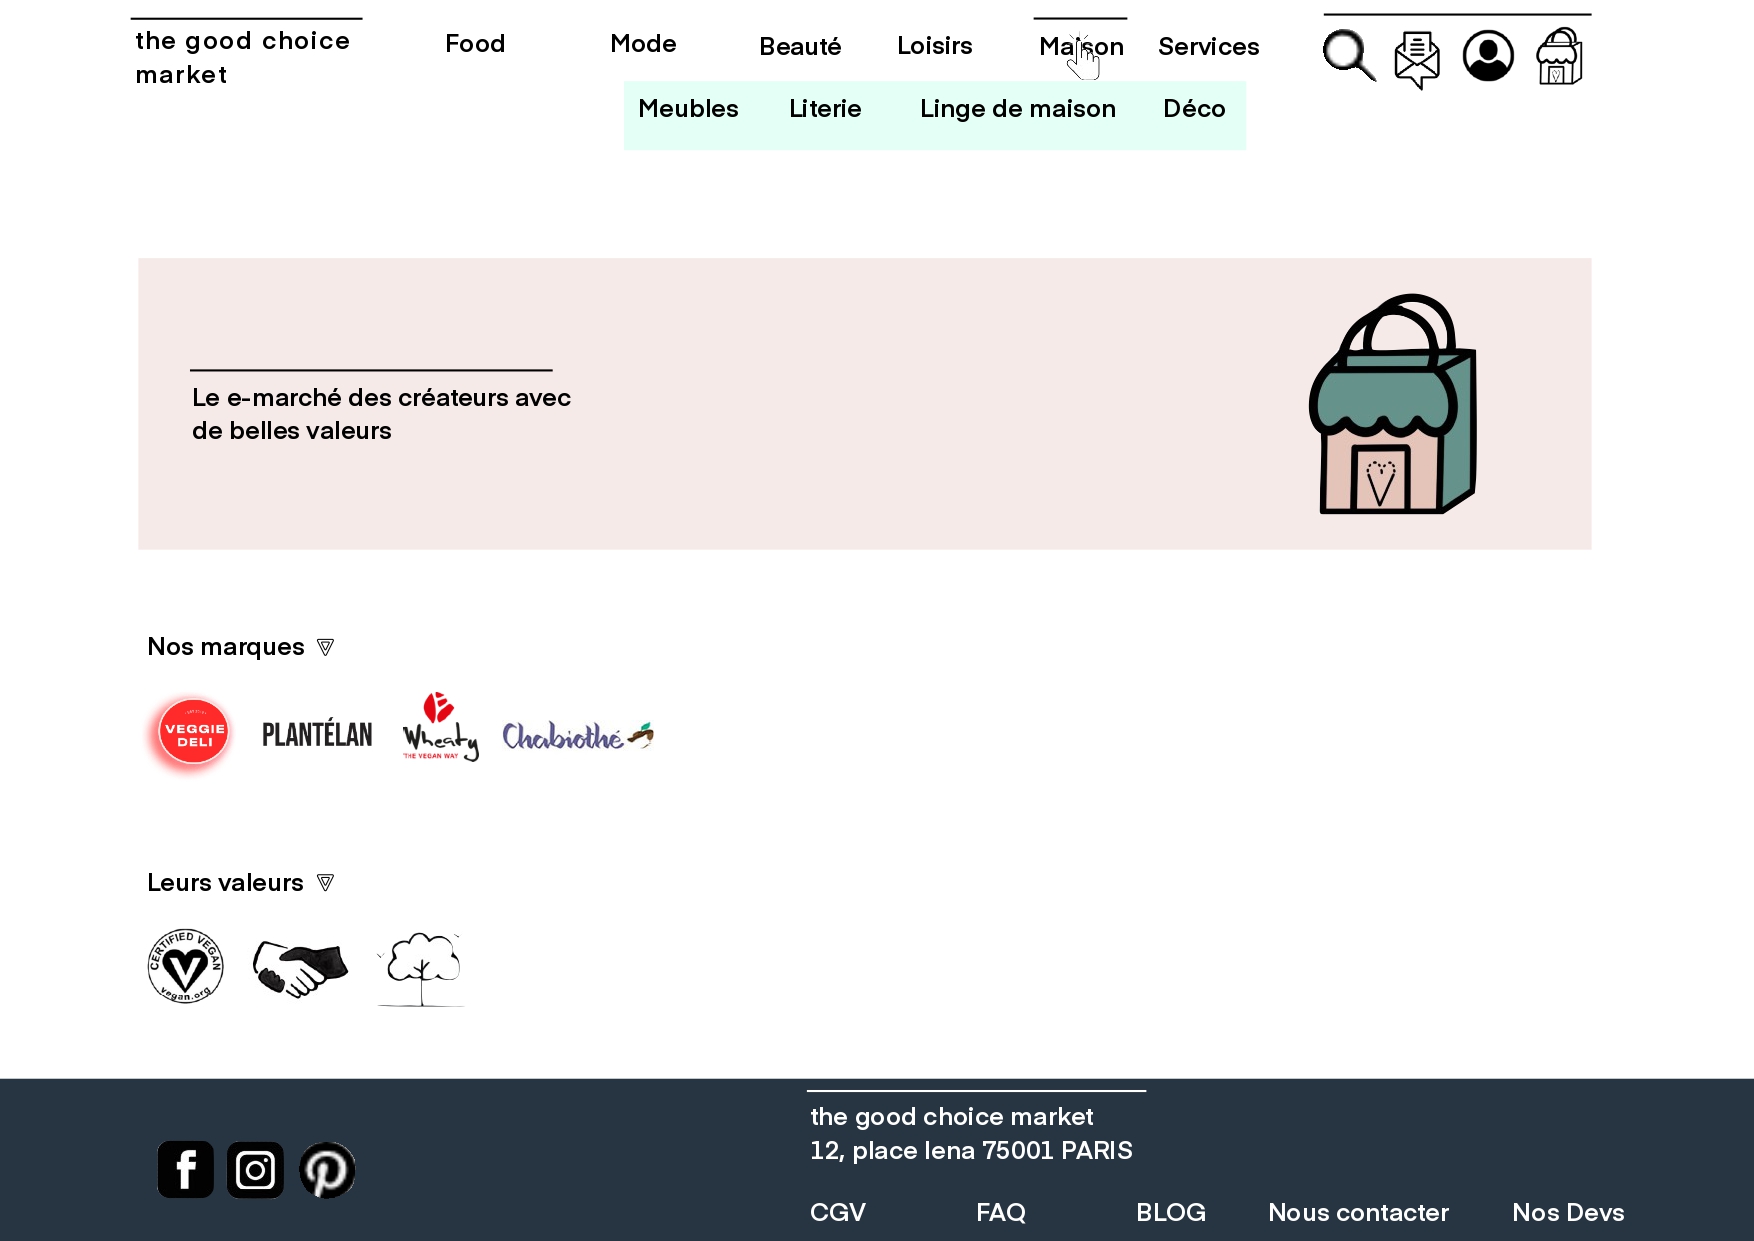 the good choice
market
Food
Mode
Beauté
Loisirs
Maison
Services
Meubles
Literie
Linge de maison
Déco
Le e-marché des créateurs avec
de belles valeurs
Nos marques
VEGGIE
DELI
PLANTÉLAN
Wheaty
THE VEGAN WAY
Chabiothé
Leurs valeurs
CERTIFIED VEGAN
V
vegan.org
the good choice market
12, place Iena 75001 PARIS
CGV
FAQ
BLOG
Nous contacter
Nos Devs